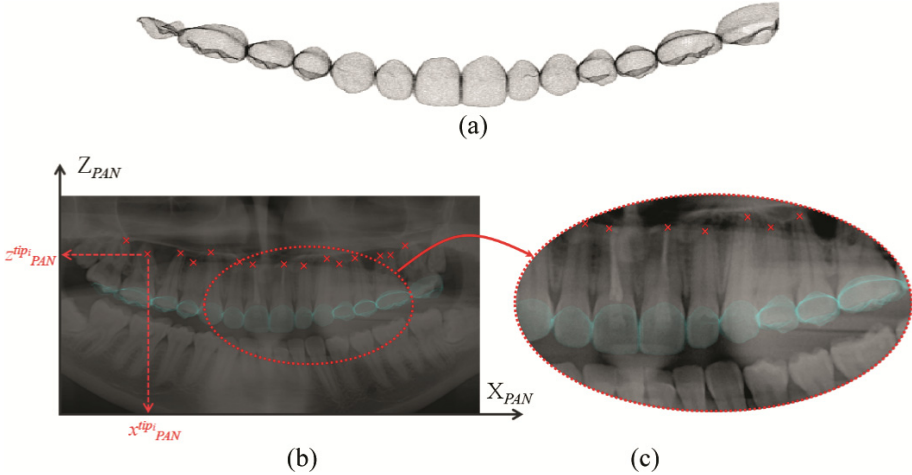 (a)
Z_PAN
z^tip_i_PAN
X_PAN
x^tip_i_PAN
(b)
(c)